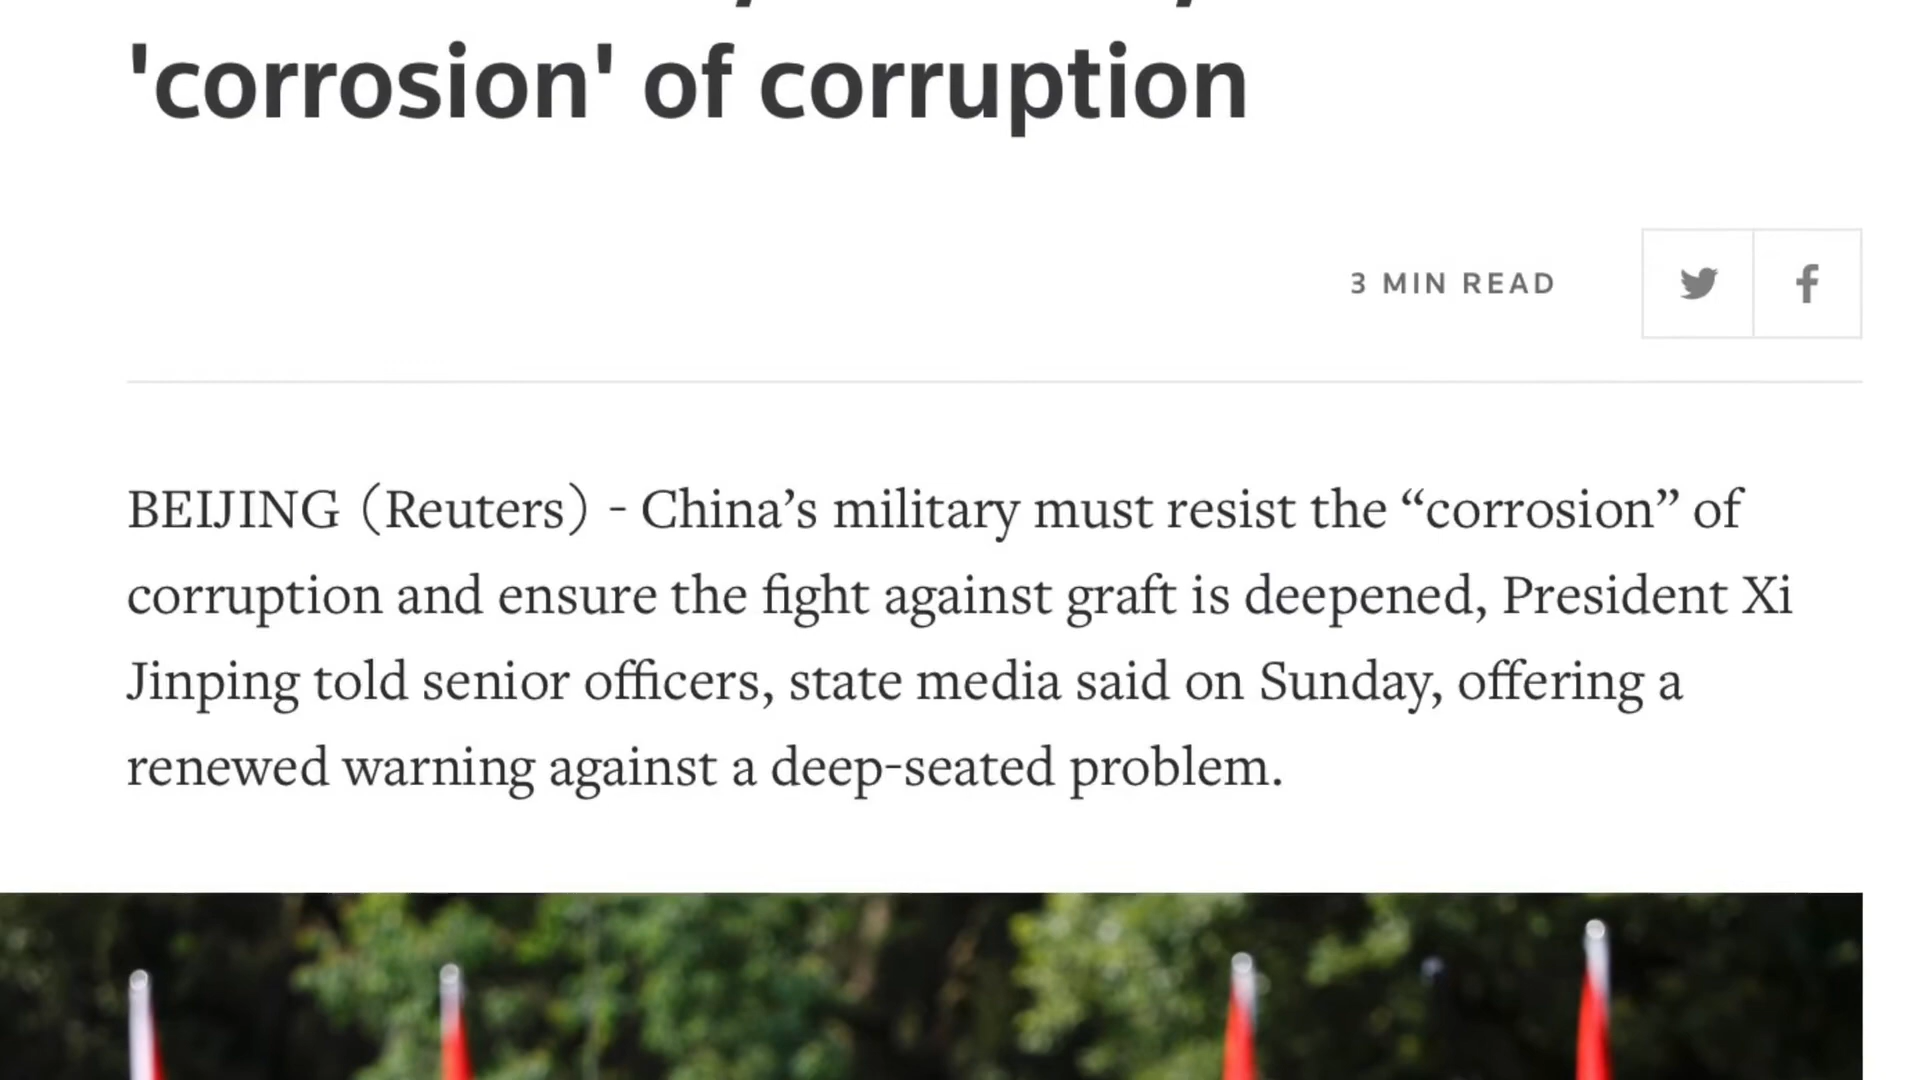 'corrosion' of corruption
3 MIN READ
BEIJING (Reuters) - China’s military must resist the “corrosion” of
corruption and ensure the fight against graft is deepened, President Xi
Jinping told senior officers, state media said on Sunday, offering a
renewed warning against a deep-seated problem.